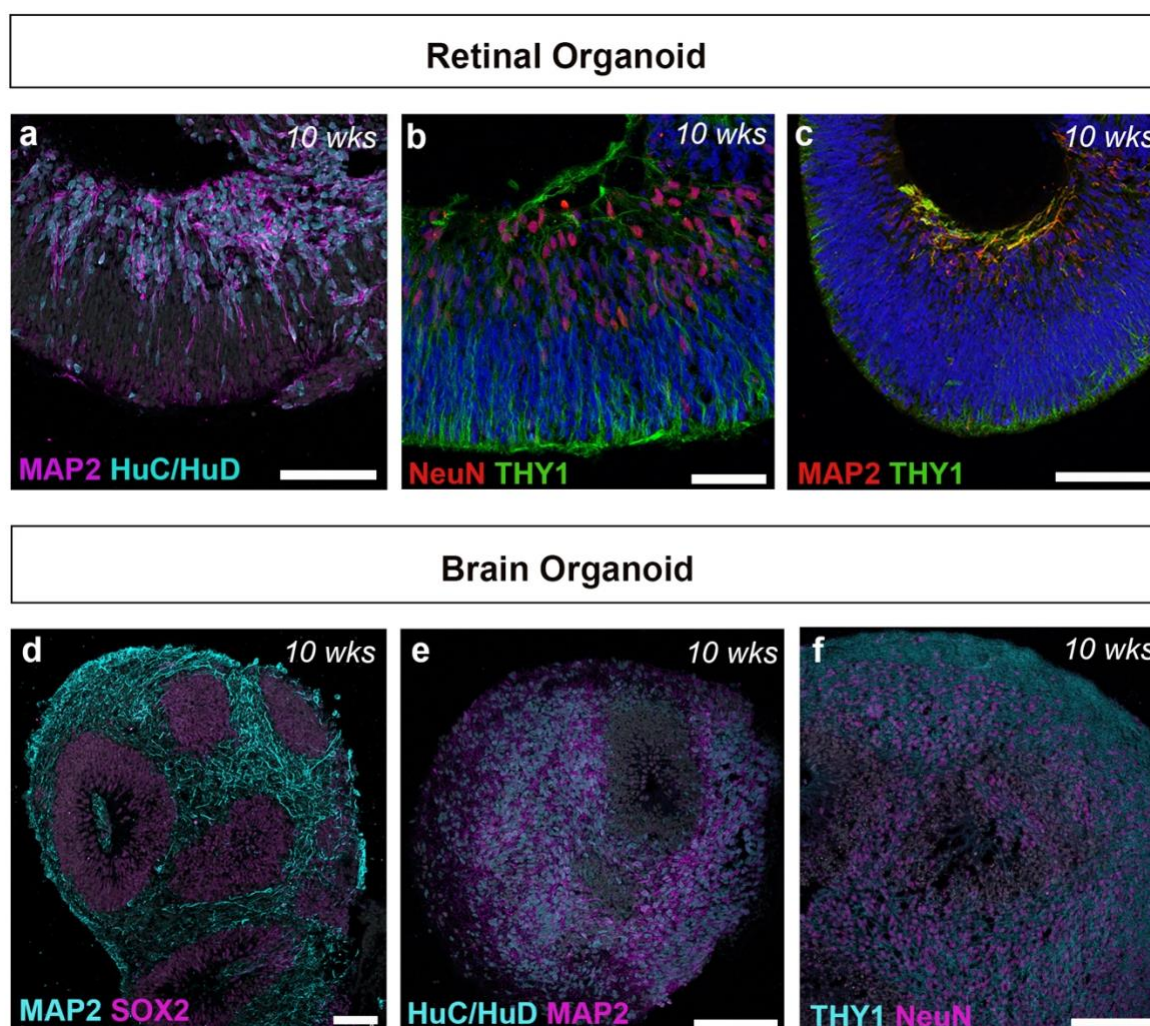 Retinal Organoid
a 10 wks
b 10 wks
c 10 wks
MAP2 HuC/HuD
NeuN THY1
MAP2 THY1
Brain Organoid
d 10 wks
e 10 wks
f 10 wks
MAP2 SOX2
HuC/HuD MAP2
THY1 NeuN